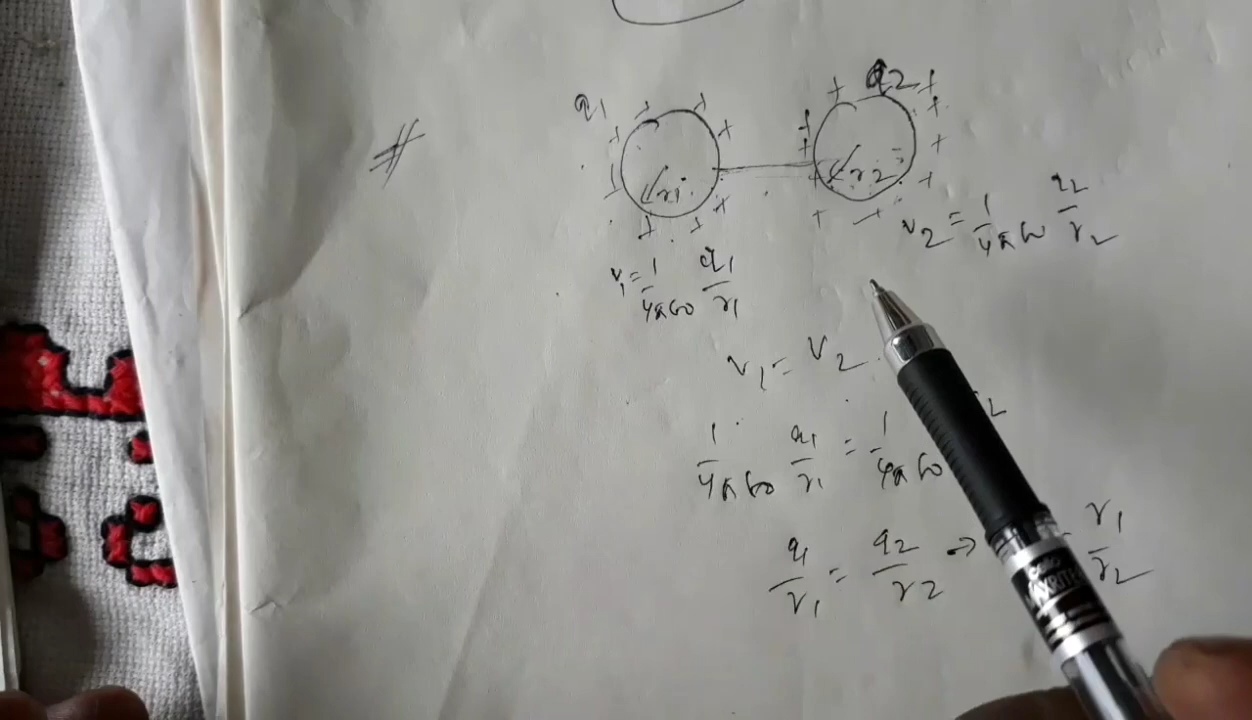 #
q1
q2
r1
r2
v1 = 1/4πε0 q1/r1
v2 = 1/4πε0 q2/r2
v1 = v2
1/4πε0 q1/r1 = 1/4πε0
q1/r1 = q2/r2 → r1/r2